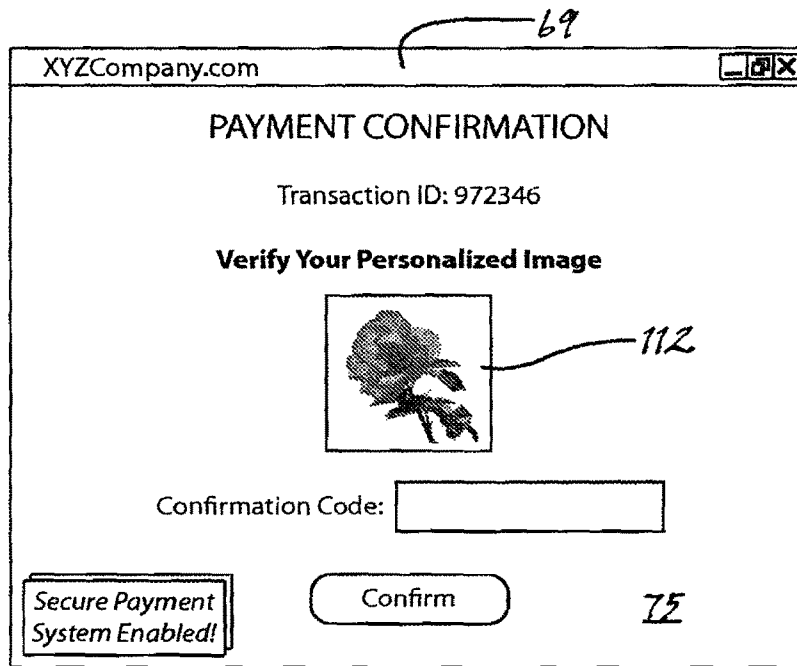 69
XYZCompany.com
PAYMENT CONFIRMATION
Transaction ID: 972346
Verify Your Personalized Image
112
Confirmation Code:
Secure Payment
System Enabled!
Confirm
75